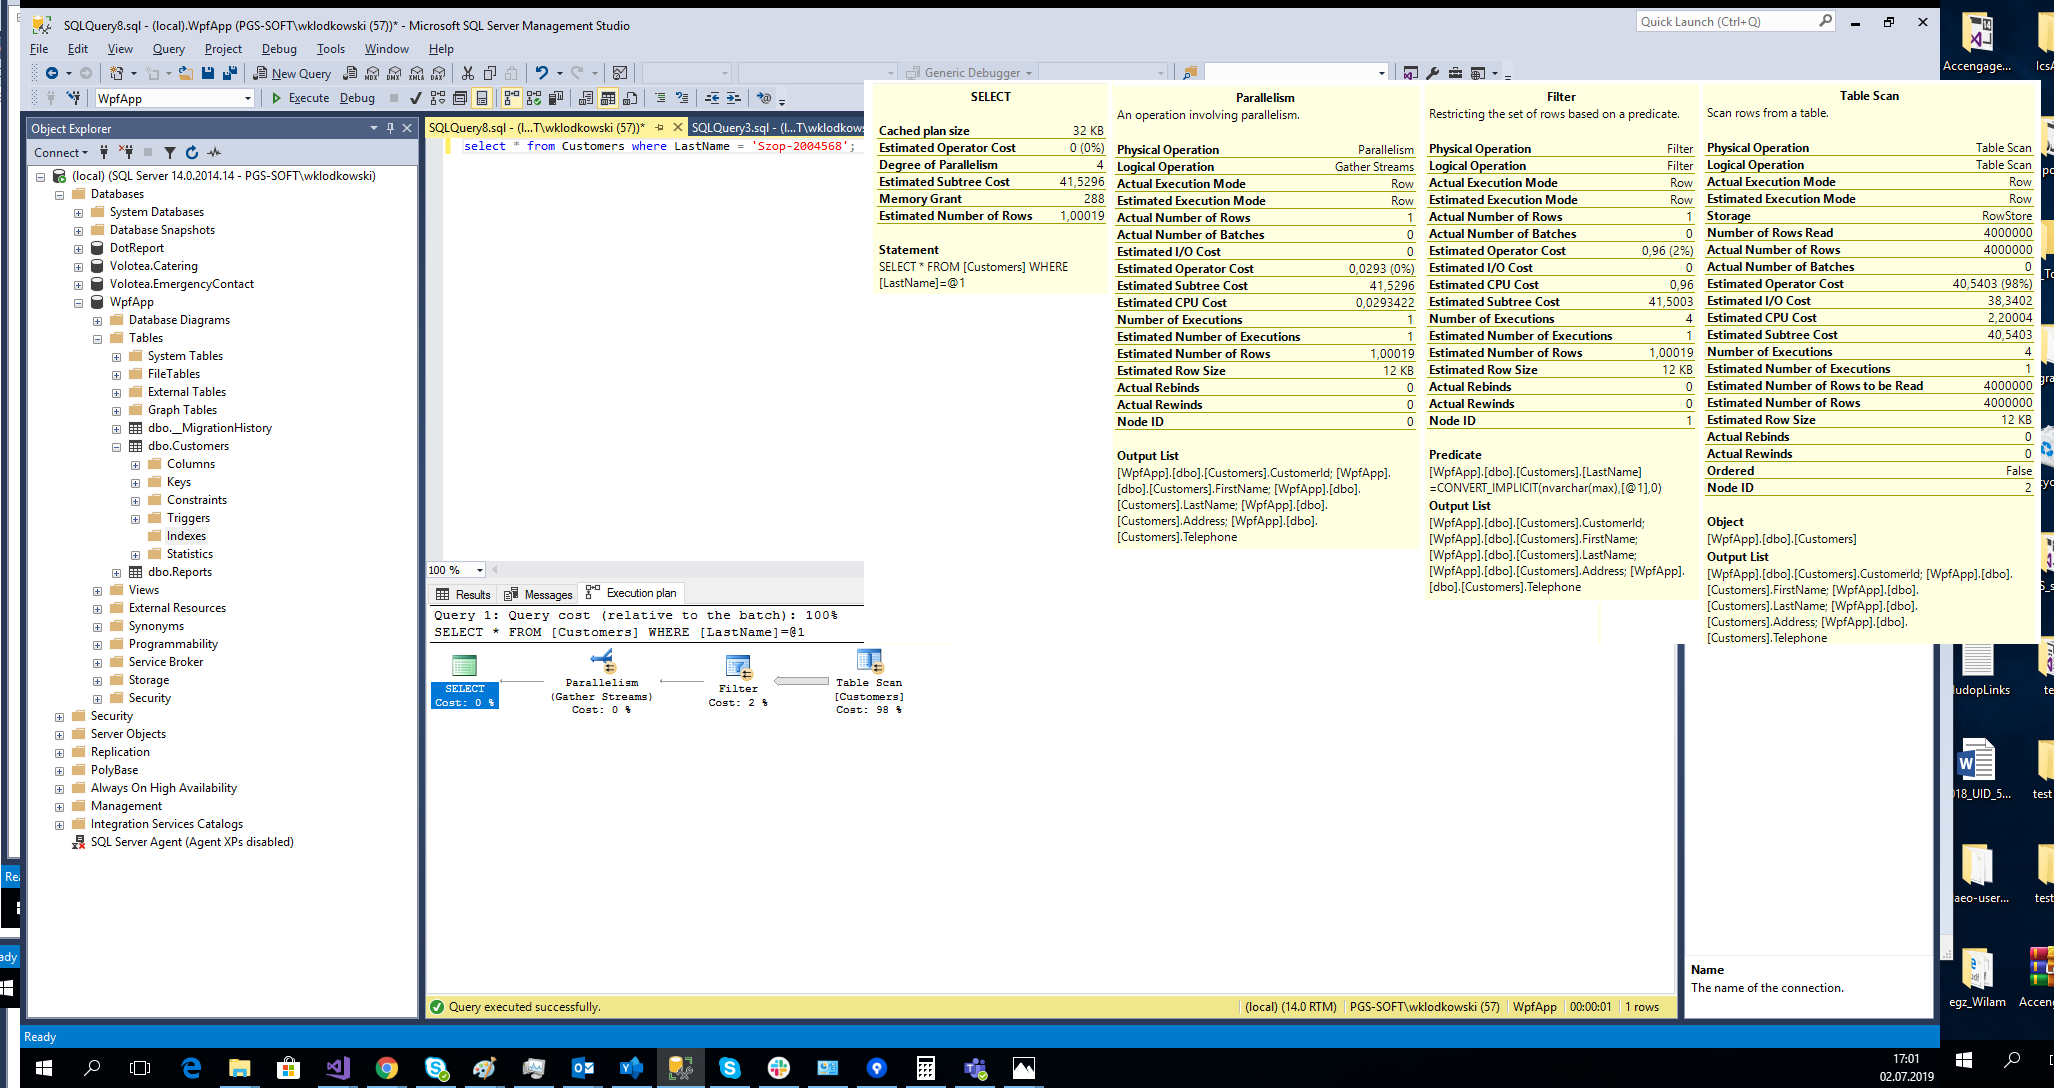 SQLQuery8.sql - (local).WpfApp (PGS-SOFT\wklodkowski (57))* - Microsoft SQL Server Management Studio
Quick Launch (Ctrl+Q)
File Edit View Query Project Debug Tools Window Help
New Query
Generic Debugger
WpfApp
Execute Debug
Object Explorer
Connect
(local) (SQL Server 14.0.2014.14 - PGS-SOFT\wklodkowski)
Databases
System Databases
Database Snapshots
DotReport
Volotea.Catering
Volotea.EmergencyContact
WpfApp
Database Diagrams
Tables
System Tables
FileTables
External Tables
Graph Tables
dbo.__MigrationHistory
dbo.Customers
Columns
Keys
Constraints
Triggers
Indexes
Statistics
dbo.Reports
Views
External Resources
Synonyms
Programmability
Service Broker
Storage
Security
Security
Server Objects
Replication
PolyBase
Always On High Availability
Management
Integration Services Catalogs
SQL Server Agent (Agent XPs disabled)
SQLQuery8.sql - (l...T\wklodkowski (57))*
SQLQuery3.sql - (l...T\wklodkows
select * from Customers where LastName = 'Szop-2004568';
SELECT
Cached plan size 32 KB
Estimated Operator Cost 0 (0%)
Degree of Parallelism 4
Estimated Subtree Cost 41,5296
Memory Grant 288
Estimated Number of Rows 1,00019
Statement
SELECT * FROM [Customers] WHERE
[LastName]=@1
Parallelism
An operation involving parallelism.
Physical Operation Parallelism
Logical Operation Gather Streams
Actual Execution Mode Row
Estimated Execution Mode Row
Actual Number of Rows 1
Actual Number of Batches 0
Estimated I/O Cost 0
Estimated Operator Cost 0,0293 (0%)
Estimated Subtree Cost 41,5296
Estimated CPU Cost 0,0293422
Number of Executions 1
Estimated Number of Executions 1
Estimated Number of Rows 1,00019
Estimated Row Size 12 KB
Actual Rebinds 0
Actual Rewinds 0
Node ID 0
Output List
[WpfApp].[dbo].[Customers].CustomerId; [WpfApp].
[dbo].[Customers].FirstName; [WpfApp].[dbo].
[Customers].LastName; [WpfApp].[dbo].
[Customers].Address; [WpfApp].[dbo].
[Customers].Telephone
Filter
Restricting the set of rows based on a predicate.
Physical Operation Filter
Logical Operation Filter
Actual Execution Mode Row
Estimated Execution Mode Row
Actual Number of Rows 1
Actual Number of Batches 0
Estimated Operator Cost 0,96 (2%)
Estimated I/O Cost 0
Estimated CPU Cost 0,96
Estimated Subtree Cost 41,5003
Number of Executions 4
Estimated Number of Executions 1
Estimated Number of Rows 1,00019
Estimated Row Size 12 KB
Actual Rebinds 0
Actual Rewinds 0
Node ID 1
Predicate
[WpfApp].[dbo].[Customers].[LastName]
=CONVERT_IMPLICIT(nvarchar(max),[@1],0)
Output List
[WpfApp].[dbo].[Customers].CustomerId;
[WpfApp].[dbo].[Customers].FirstName;
[WpfApp].[dbo].[Customers].LastName;
[WpfApp].[dbo].[Customers].Address; [WpfApp].
[dbo].[Customers].Telephone
Table Scan
Scan rows from a table.
Physical Operation Table Scan
Logical Operation Table Scan
Actual Execution Mode Row
Estimated Execution Mode Row
Storage RowStore
Number of Rows Read 4000000
Actual Number of Rows 4000000
Actual Number of Batches 0
Estimated Operator Cost 40,5403 (98%)
Estimated I/O Cost 38,3402
Estimated CPU Cost 2,20004
Estimated Subtree Cost 40,5403
Number of Executions 4
Estimated Number of Executions 1
Estimated Number of Rows to be Read 4000000
Estimated Number of Rows 4000000
Estimated Row Size 12 KB
Actual Rebinds 0
Actual Rewinds 0
Ordered False
Node ID 2
Object
[WpfApp].[dbo].[Customers]
Output List
[WpfApp].[dbo].[Customers].CustomerId; [WpfApp].[dbo].
[Customers].FirstName; [WpfApp].[dbo].
[Customers].LastName; [WpfApp].[dbo].
[Customers].Address; [WpfApp].[dbo].
[Customers].Telephone
100 %
Results Messages Execution plan
Query 1: Query cost (relative to the batch): 100%
SELECT * FROM [Customers] WHERE [LastName]=@1
SELECT
Cost: 0 %
Parallelism
(Gather Streams)
Cost: 0 %
Filter
Cost: 2 %
Table Scan
[Customers]
Cost: 98 %
Name
The name of the connection.
Query executed successfully.
(local) (14.0 RTM) PGS-SOFT\wklodkowski (57) WpfApp 00:00:01 1 rows
Ready
17:01
02.07.2019
Accengage...
ludopLinks
18_UID_5...
test
aeo-user...
test
egz_Wilam
Acceng